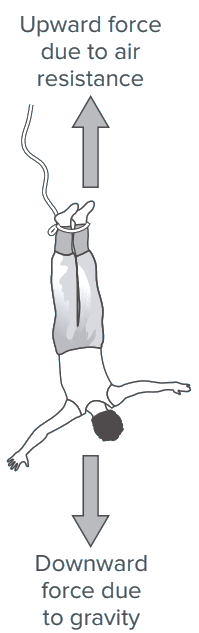 Upward force
due to air
resistance
Downward
force due
to gravity